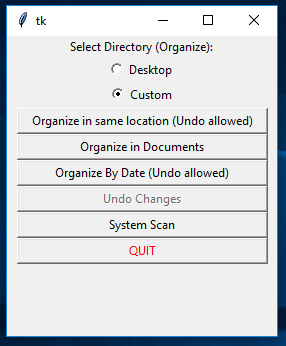 tk
Select Directory (Organize):
Desktop
Custom
Organize in same location (Undo allowed)
Organize in Documents
Organize By Date (Undo allowed)
Undo Changes
System Scan
QUIT